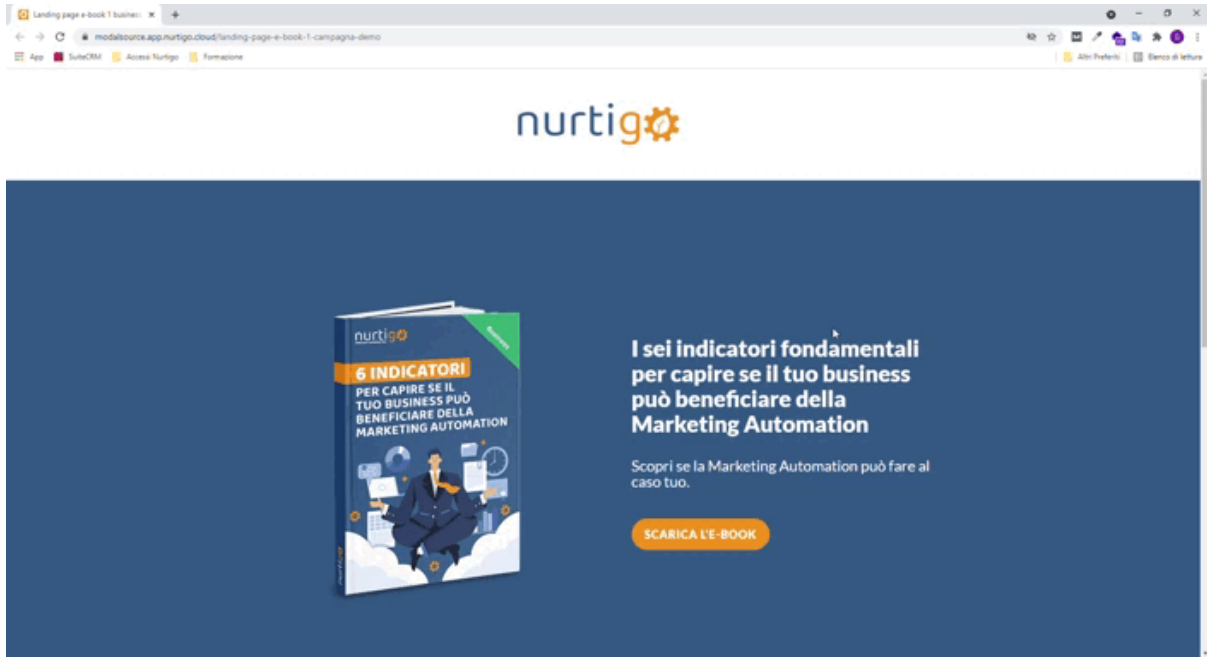 Landing page e-book 1 busines
modalsource.app.nurtigo.cloud/landing-page-e-book-1-campagna-demo
App SuiteCRM Accessi Nurtigo Formazione Altri Preferiti Elenco di lettura
nurtigo
nurtigo
Business
6 INDICATORI
PER CAPIRE SE IL
TUO BUSINESS PUÒ
BENEFICIARE DELLA
MARKETING AUTOMATION
nurtigo
I sei indicatori fondamentali
per capire se il tuo business
può beneficiare della
Marketing Automation
Scopri se la Marketing Automation può fare al
caso tuo.
SCARICA L'E-BOOK